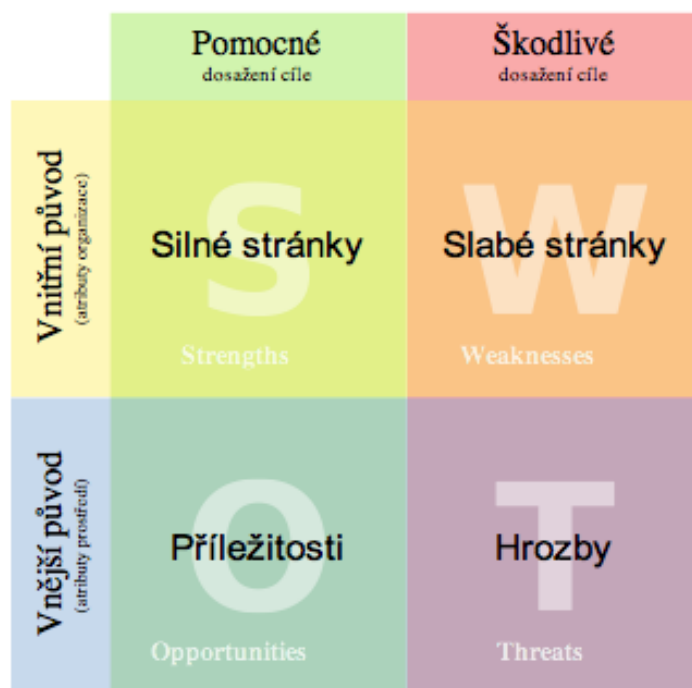 Pomocné
dosažení cíle
Škodlivé
dosažení cíle
Vnitřní původ
(atributy organizace)
S
Silné stránky
Strengths
W
Slabé stránky
Weaknesses
Vnější původ
(atributy prostředí)
O
Příležitosti
Opportunities
T
Hrozby
Threats